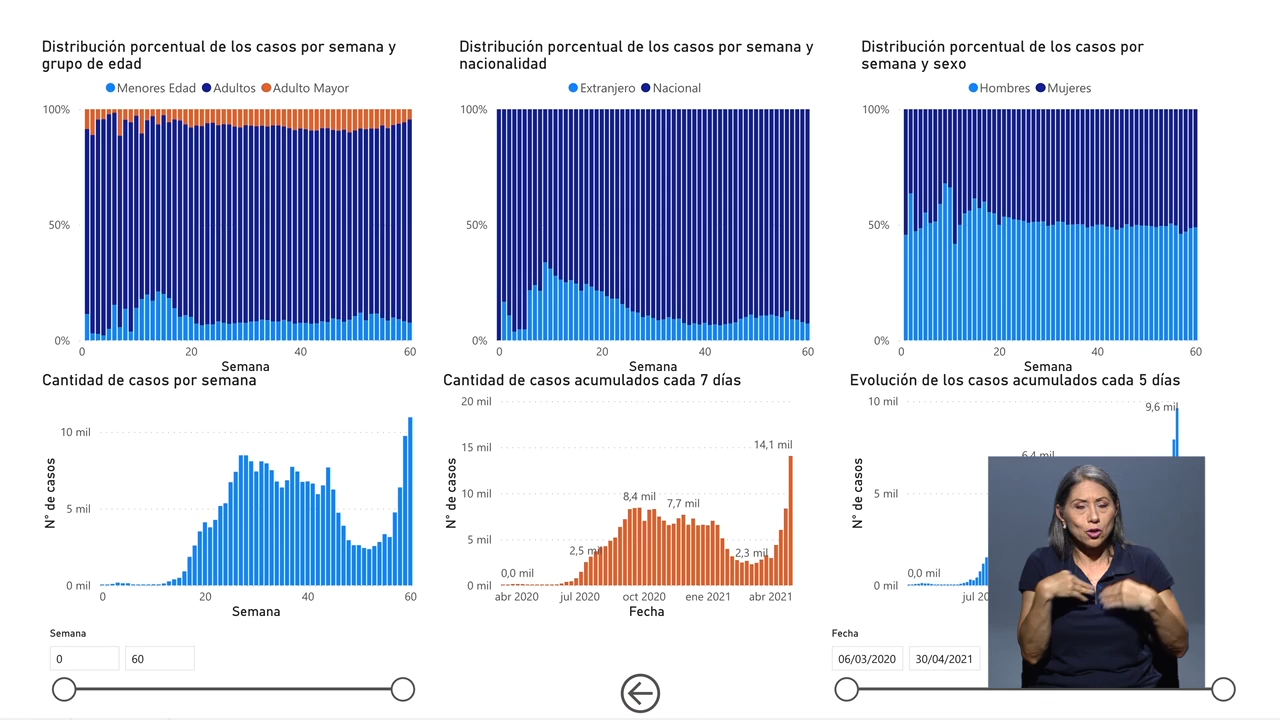 Distribución porcentual de los casos por semana y
grupo de edad
Menores Edad Adultos Adulto Mayor
100%
50%
0%
0 20 40 60
Semana
Distribución porcentual de los casos por semana y
nacionalidad
Extranjero Nacional
100%
50%
0%
0 20 40 60
Semana
Distribución porcentual de los casos por
semana y sexo
Hombres Mujeres
100%
50%
0%
0 20 40 60
Semana
Cantidad de casos por semana
N° de casos
10 mil
5 mil
0 mil
0 20 40 60
Semana
Cantidad de casos acumulados cada 7 días
N° de casos
20 mil
15 mil
10 mil
5 mil
0 mil
0,0 mil
2,5 mil
8,4 mil
7,7 mil
2,3 mil
14,1 mil
abr 2020 jul 2020 oct 2020 ene 2021 abr 2021
Fecha
Evolución de los casos acumulados cada 5 días
N° de casos
10 mil
5 mil
0 mil
0,0 mil
6,4 mil
9,6 mil
jul 20
Semana
0 60
Fecha
06/03/2020 30/04/2021